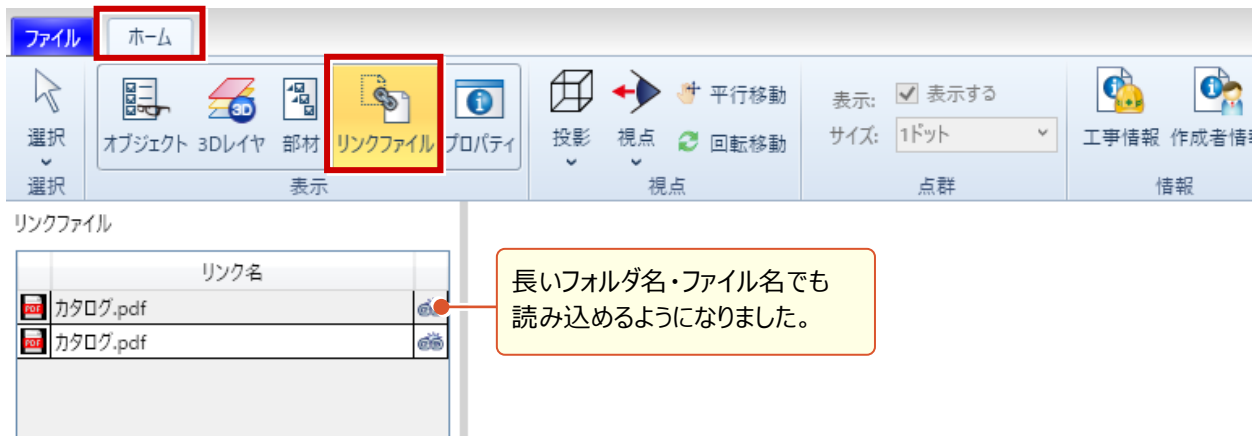 ファイル ホーム
選択 オブジェクト 3Dレイヤ 部材 リンクファイル プロパティ 投影 視点 平行移動 回転移動 表示: 表示する サイズ: 1ドット 工事情報 作成者情報
選択 表示 視点 点群 情報
リンクファイル
リンク名
カタログ.pdf
カタログ.pdf
長いフォルダ名・ファイル名でも
読み込めるようになりました。